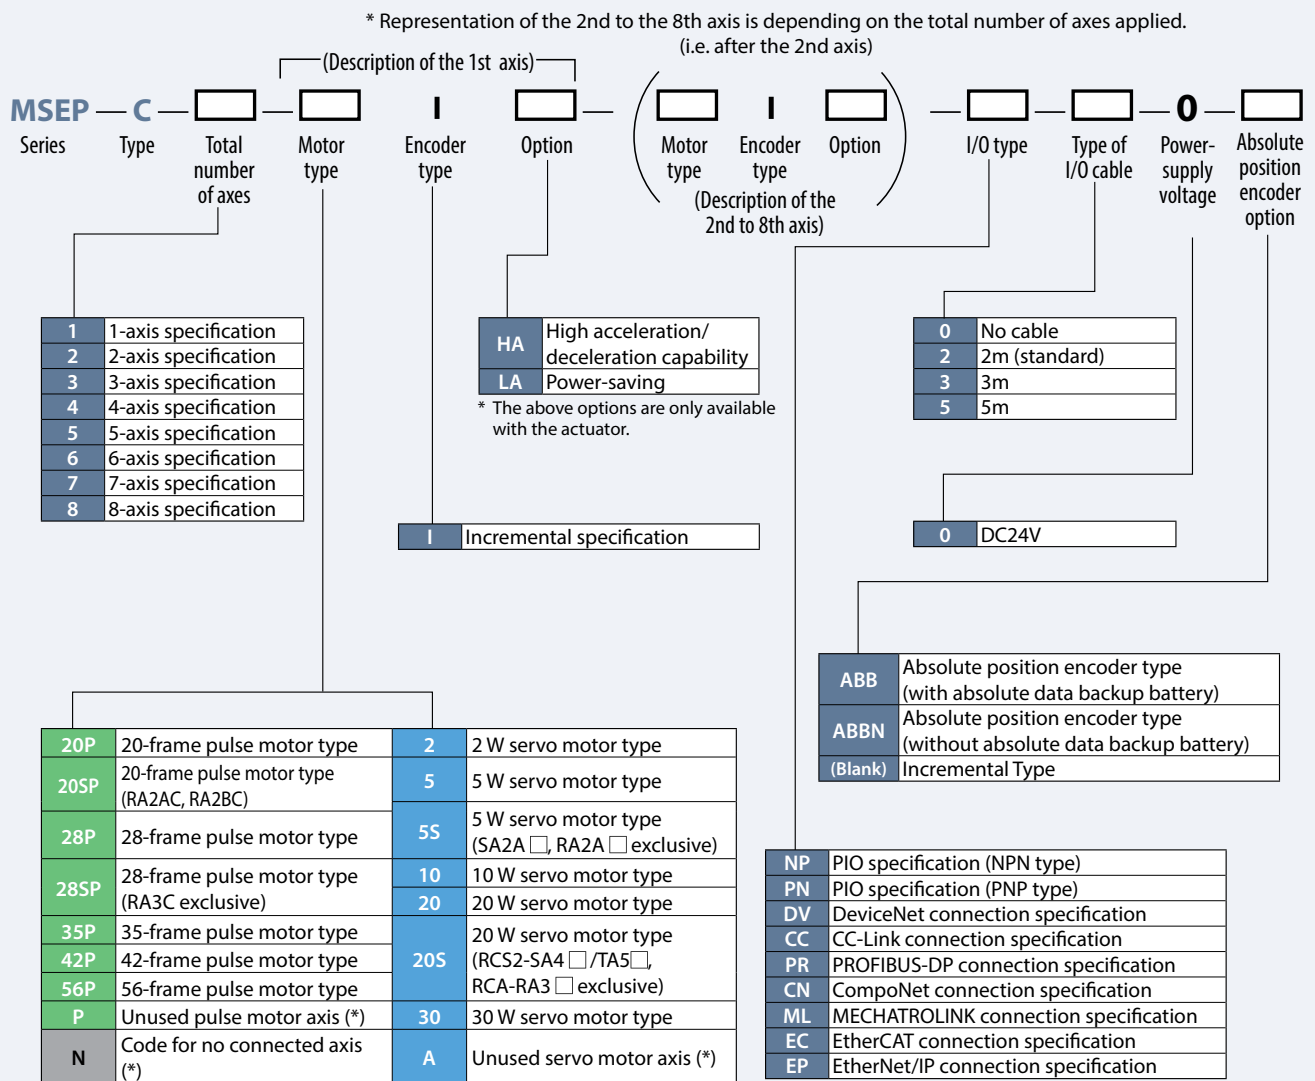 * Representation of the 2nd to the 8th axis is depending on the total number of axes applied.
(i.e. after the 2nd axis)
(Description of the 1st axis)
MSEP — C — □ — □ I □ — ( □ I □ ) — □ — □ — 0 — □
Series
Type
Total
number
of axes
Motor
type
Encoder
type
Option
Motor
type
Encoder
type
Option
(Description of the
2nd to 8th axis)
I/O type
Type of
I/O cable
Power-
supply
voltage
Absolute
position
encoder
option
1 1-axis specification
2 2-axis specification
3 3-axis specification
4 4-axis specification
5 5-axis specification
6 6-axis specification
7 7-axis specification
8 8-axis specification
HA High acceleration/
deceleration capability
LA Power-saving
* The above options are only available
with the actuator.
0 No cable
2 2m (standard)
3 3m
5 5m
I Incremental specification
0 DC24V
ABB Absolute position encoder type
(with absolute data backup battery)
ABBN Absolute position encoder type
(without absolute data backup battery)
(Blank) Incremental Type
20P 20-frame pulse motor type
20SP 20-frame pulse motor type
(RA2AC, RA2BC)
28P 28-frame pulse motor type
28SP 28-frame pulse motor type
(RA3C exclusive)
35P 35-frame pulse motor type
42P 42-frame pulse motor type
56P 56-frame pulse motor type
P Unused pulse motor axis (*)
N Code for no connected axis
(*)
2 2 W servo motor type
5 5 W servo motor type
5S 5 W servo motor type
(SA2A □, RA2A □ exclusive)
10 10 W servo motor type
20 20 W servo motor type
20S 20 W servo motor type
(RCS2-SA4 □ /TA5□,
RCA-RA3 □ exclusive)
30 30 W servo motor type
A Unused servo motor axis (*)
NP PIO specification (NPN type)
PN PIO specification (PNP type)
DV DeviceNet connection specification
CC CC-Link connection specification
PR PROFIBUS-DP connection specification
CN CompoNet connection specification
ML MECHATROLINK connection specification
EC EtherCAT connection specification
EP EtherNet/IP connection specification